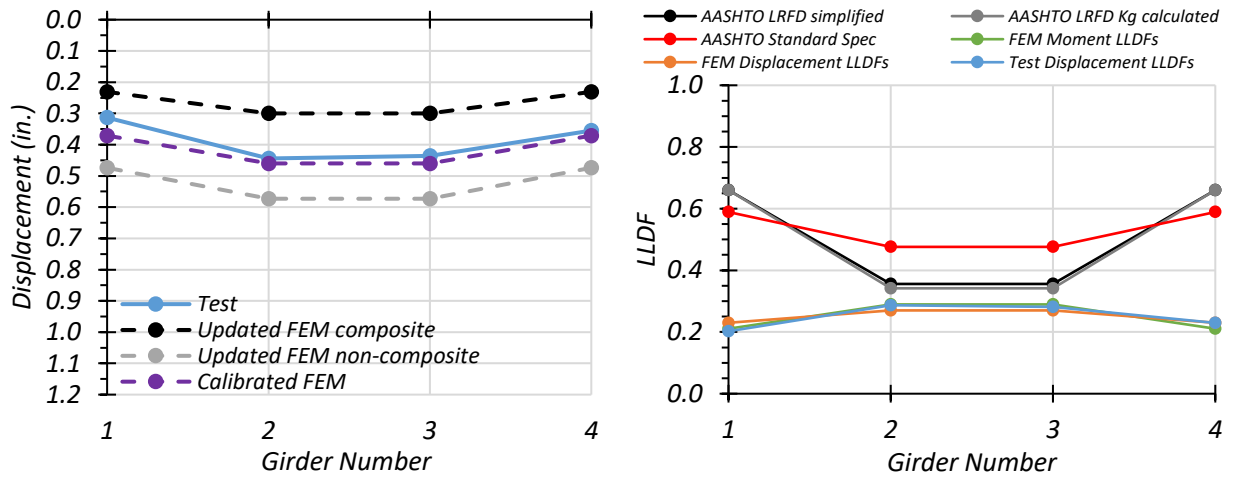 0.0
0.1
0.2
0.3
0.4
0.5
0.6
0.7
0.8
0.9
1.0
1.1
1.2
Displacement (in.)
Test
Updated FEM composite
Updated FEM non-composite
Calibrated FEM
1 2 3 4
Girder Number
AASHTO LRFD simplified AASHTO LRFD Kg calculated
AASHTO Standard Spec FEM Moment LLDFs
FEM Displacement LLDFs Test Displacement LLDFs
1.0
0.8
0.6
0.4
0.2
0.0
LLDF
1 2 3 4
Girder Number